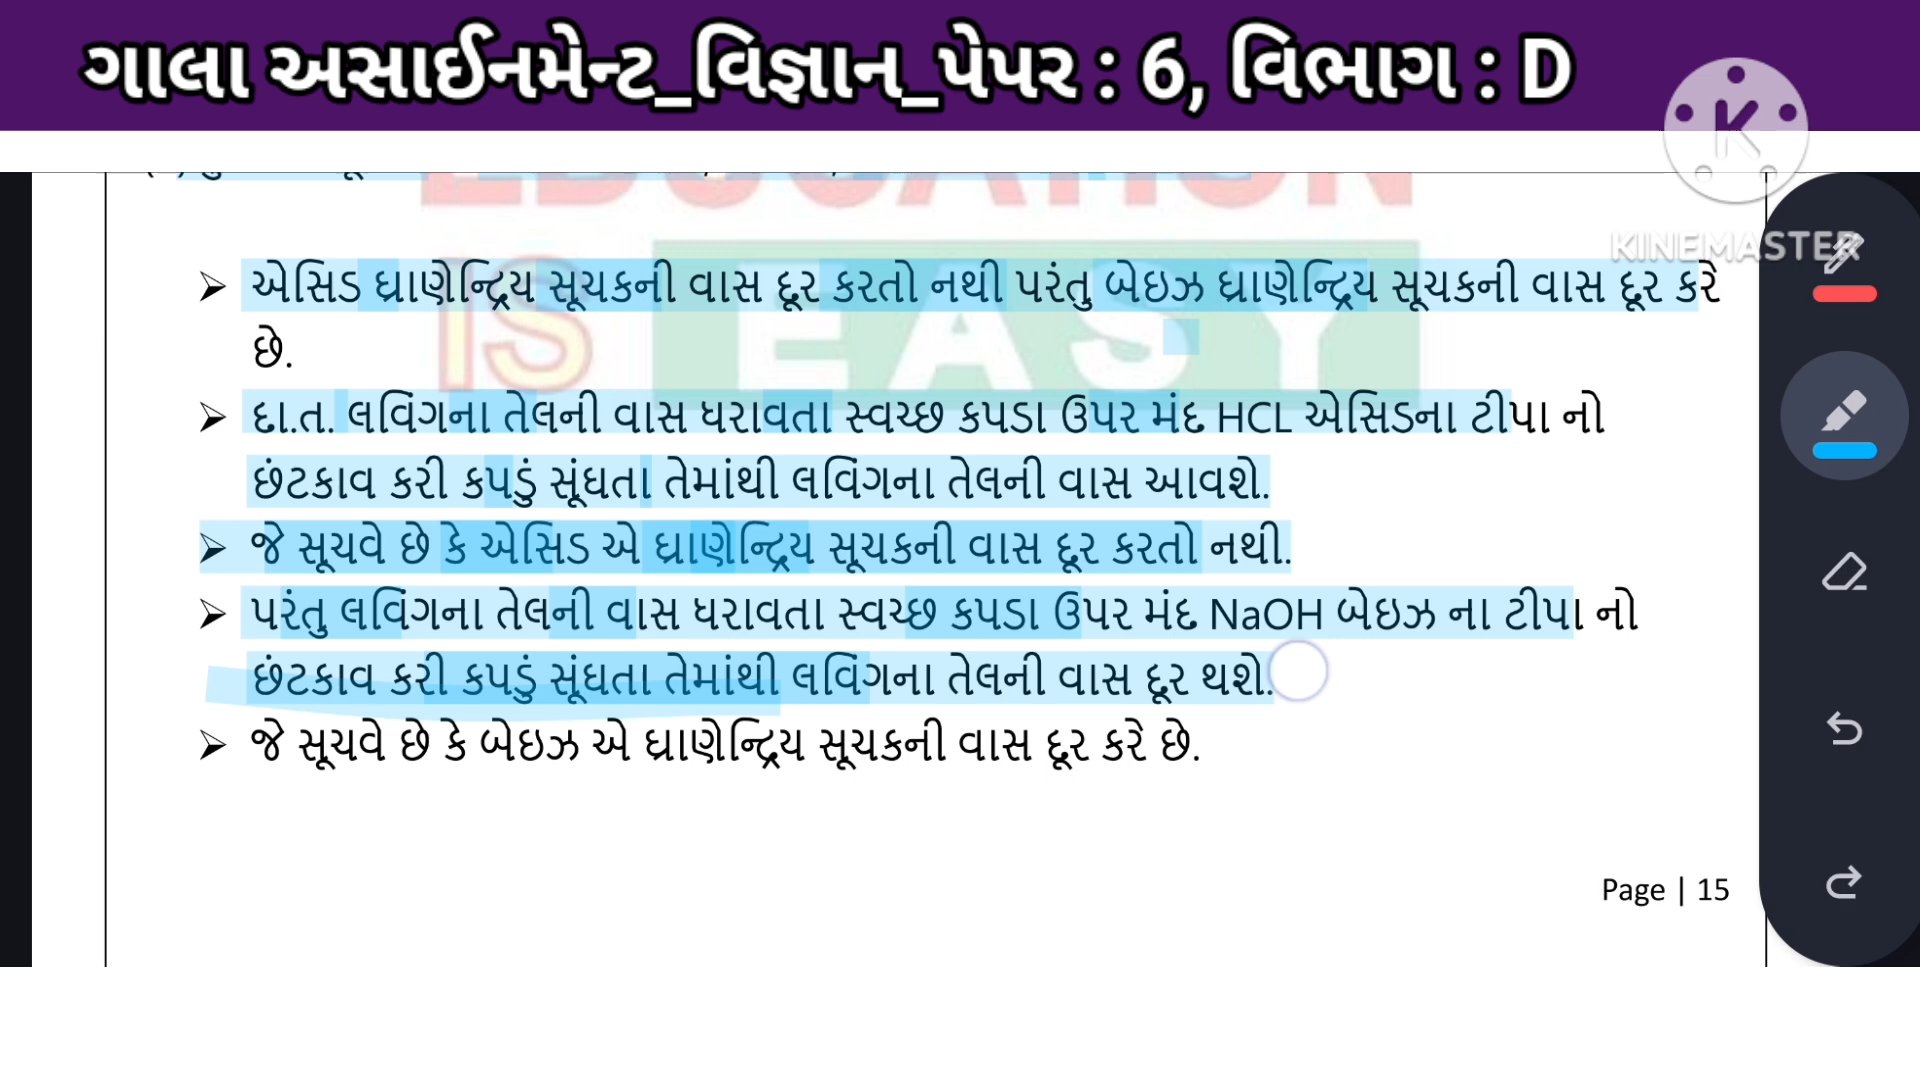 ગાલા અસાઈનમેન્ટ_વિજ્ઞાન_પેપર : 6, વિભાગ : D
K
KINEMASTER
EDUCATION
IS EASY
➢ એસિડ ઘ્રાણેન્દ્રિય સૂચકની વાસ દૂર કરતો નથી પરંતુ બેઇઝ ઘ્રાણેન્દ્રિય સૂચકની વાસ દૂર કરે
છે.
➢ દા.ત. લવિંગના તેલની વાસ ધરાવતા સ્વચ્છ કપડા ઉપર મંદ HCL એસિડના ટીપા નો
છંટકાવ કરી કપડું સૂંઘતા તેમાંથી લવિંગના તેલની વાસ આવશે.
➢ જે સૂચવે છે કે એસિડ એ ઘ્રાણેન્દ્રિય સૂચકની વાસ દૂર કરતો નથી.
➢ પરંતુ લવિંગના તેલની વાસ ધરાવતા સ્વચ્છ કપડા ઉપર મંદ NaOH બેઇઝ ના ટીપા નો
છંટકાવ કરી કપડું સૂંઘતા તેમાંથી લવિંગના તેલની વાસ દૂર થશે.
➢ જે સૂચવે છે કે બેઇઝ એ ઘ્રાણેન્દ્રિય સૂચકની વાસ દૂર કરે છે.
Page | 15